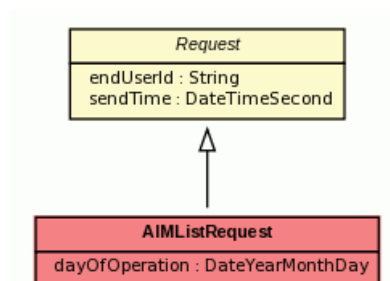 Request
endUserId : String
sendTime : DateTimeSecond
AIMListRequest
dayOfOperation : DateYearMonthDay